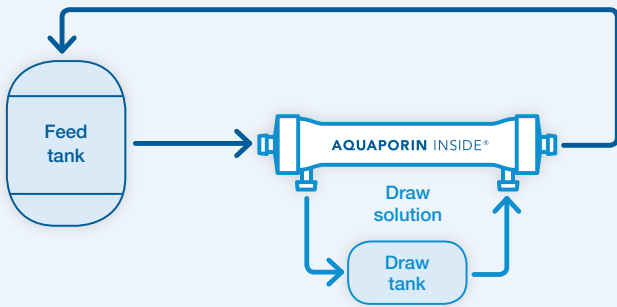 Feed
tank
AQUAPORIN INSIDE®
Draw
solution
Draw
tank